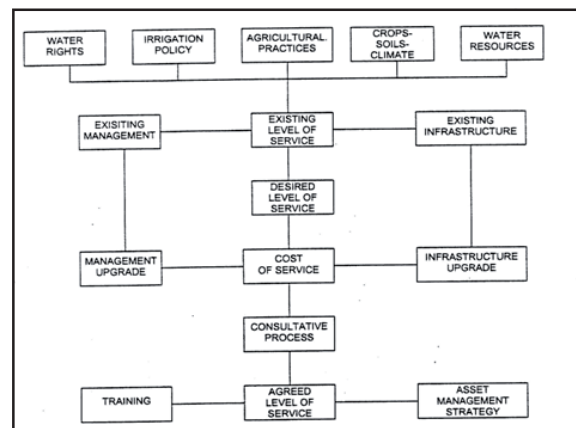 WATER
RIGHTS
IRRIGATION
POLICY
AGRICULTURAL.
PRACTICES
CROPS-
SOILS-
CLIMATE
WATER
RESOURCES
EXISITING
MANAGEMENT
EXISTING
LEVEL OF
SERVICE
EXISTING
INFRASTRUCTURE
DESIRED
LEVEL OF
SERVICE
MANAGEMENT
UPGRADE
COST
OF SERVICE
INFRASTRUCTURE
UPGRADE
CONSULTATIVE
PROCESS
TRAINING
AGREED
LEVEL OF
SERVICE
ASSET
MANAGEMENT
STRATEGY